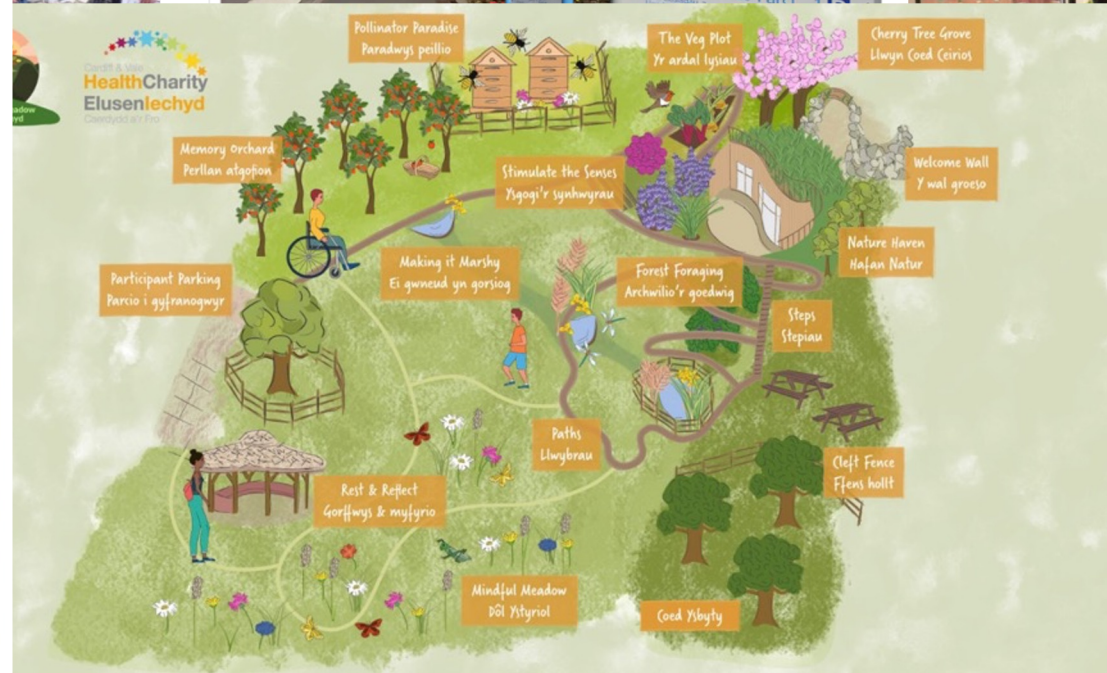 Pollinator Paradise
Paradwys peillio
The Veg Plot
Yr ardal lysiau
Cherry Tree Grove
Llwyn Coed Ceirios
Cardiff & Vale
HealthCharity
ElusenIechyd
Caerdydd a'r Fro
Memory Orchard
Perllan atgofion
Stimulate the Senses
Ysgogi'r synhwyrau
Welcome Wall
Y wal groeso
Making it Marshy
Ei gwneud yn gorsiog
Forest Foraging
Archwilio'r goedwig
Nature Haven
Hafan Natur
Participant Parking
Parcio i gyfranogwyr
Steps
Stepiau
Paths
Llwybrau
Cleft Fence
Ffens hollt
Rest & Reflect
Gorffwys & myfyrio
Mindful Meadow
Dôl Ystyriol
Coed Ysbyty